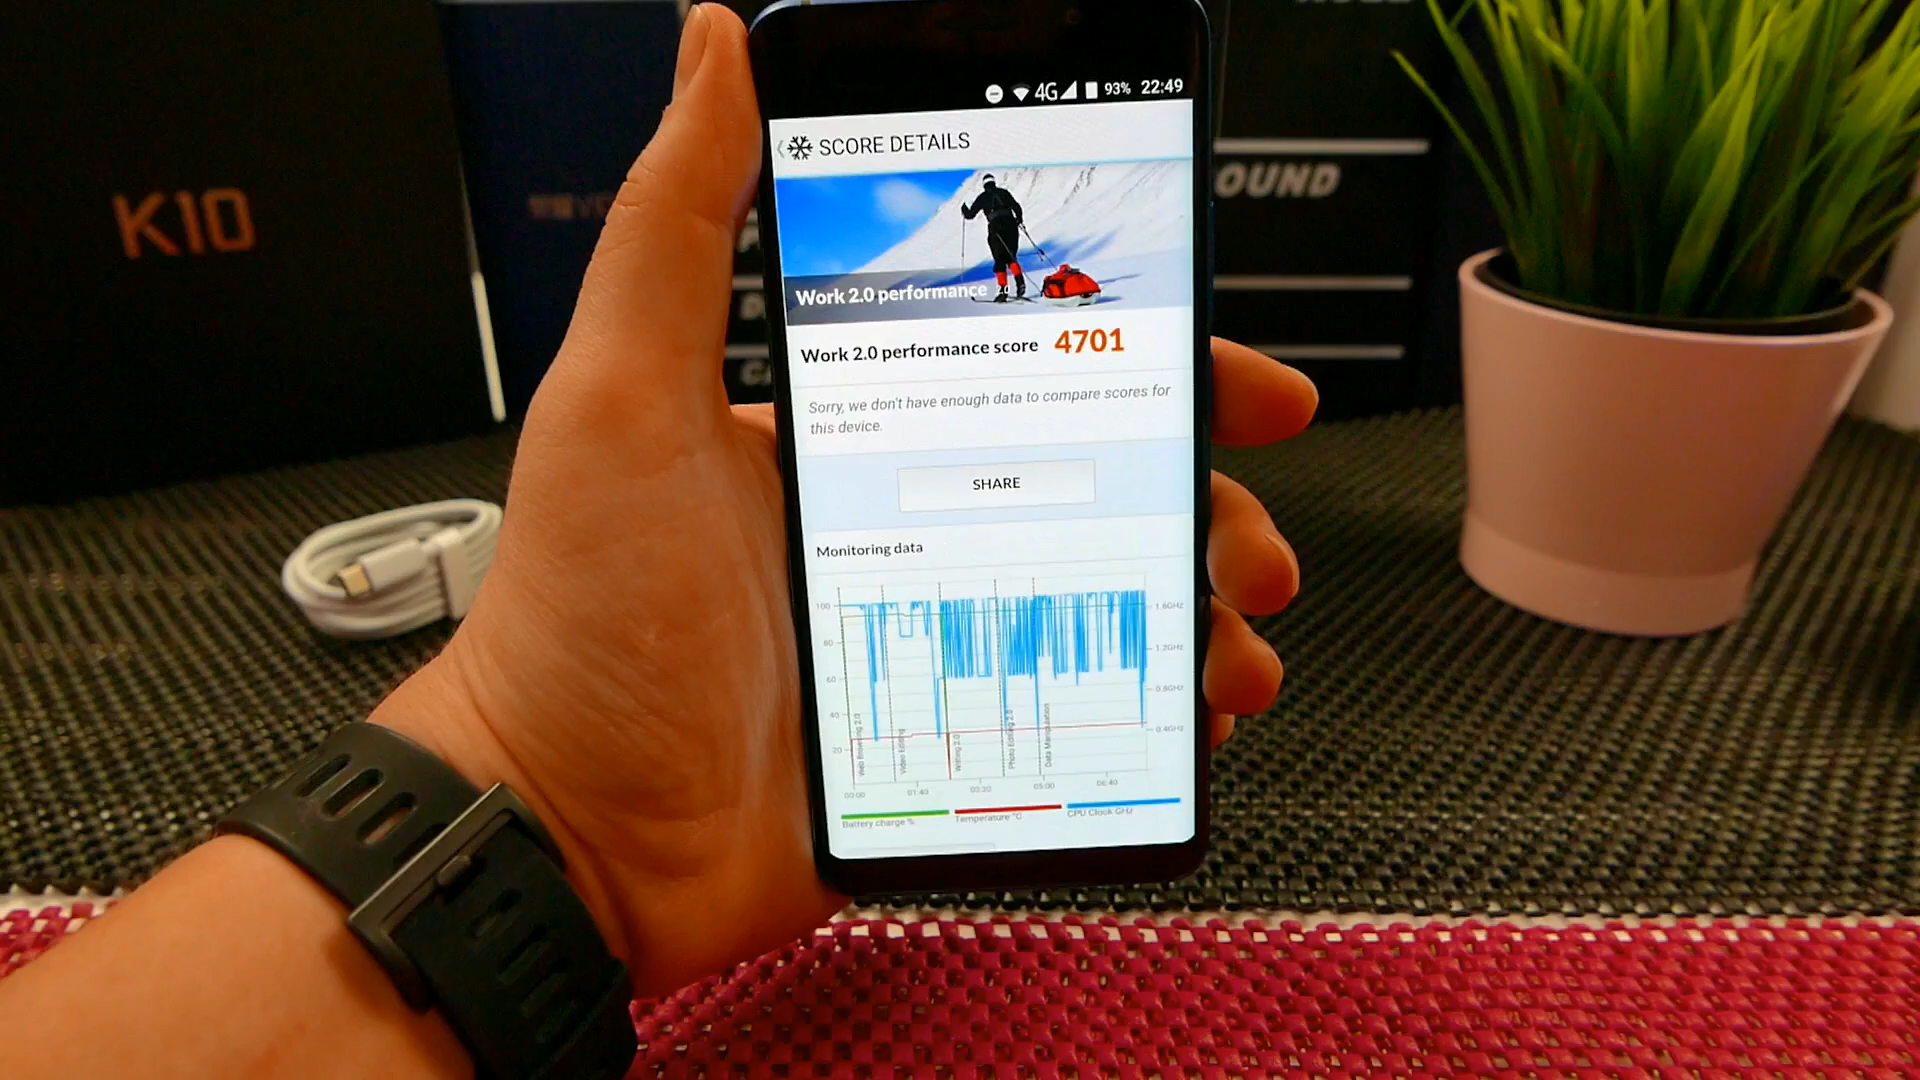 K10
OUND
4G 93% 22:49
SCORE DETAILS
Work 2.0 performance 2.0
Work 2.0 performance score 4701
Sorry, we don't have enough data to compare scores for
this device.
SHARE
Monitoring data
100
80
60
40
20
1.6GHz
1.2GHz
0.8GHz
0.4GHz
Web Browsing 2.0
Video Editing
Writing 2.0
Photo Editing 2.0
Data Manipulation
00:00 01:40 03:20 05:00 06:40
Battery charge % Temperature °C CPU Clock GHz